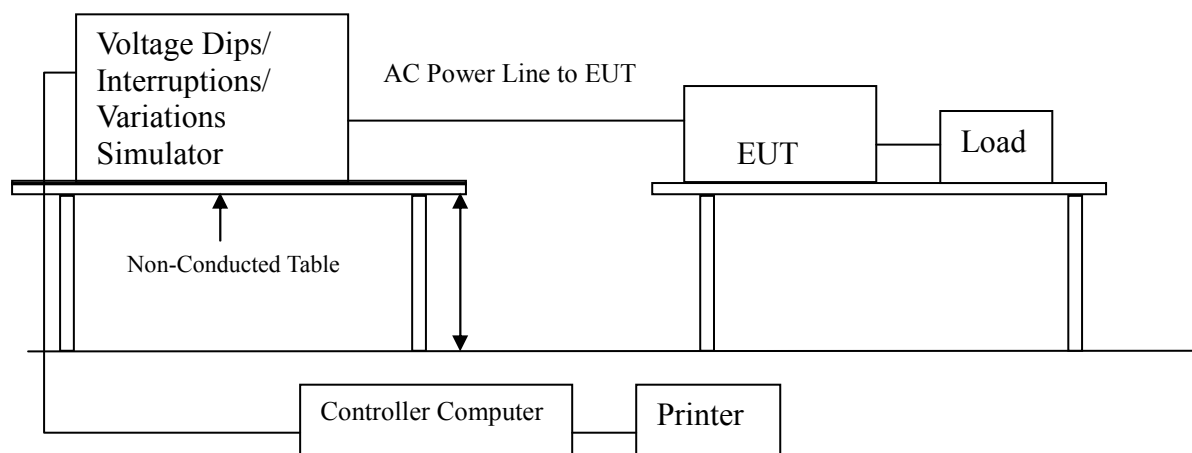 Voltage Dips/
Interruptions/
Variations
Simulator
AC Power Line to EUT
EUT
Load
Non-Conducted Table
Controller Computer
Printer